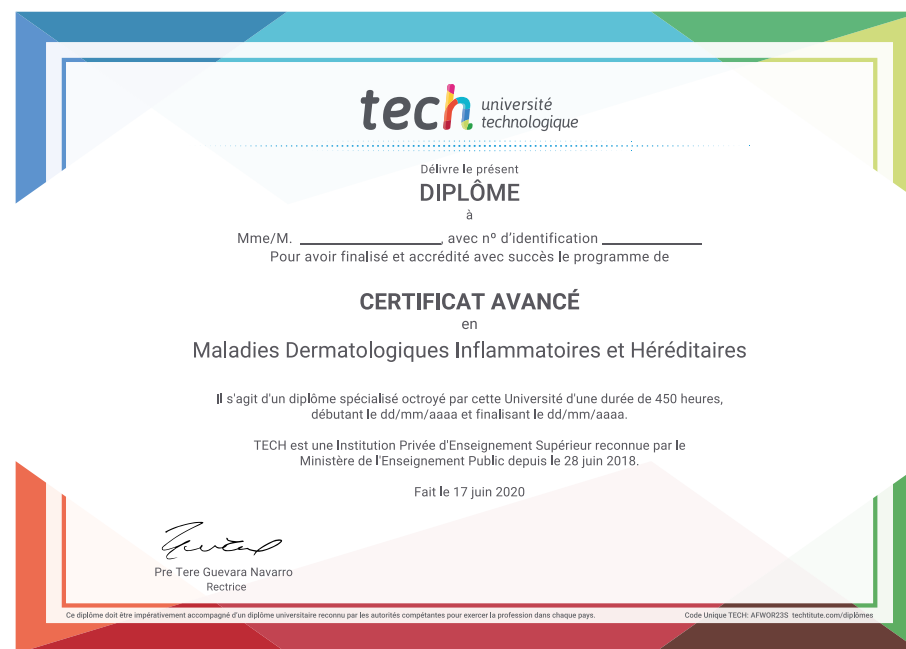 tech université
technologique
Délivre le présent
DIPLÔME
à
Mme/M. ____________________, avec nº d'identification ______________
Pour avoir finalisé et accrédité avec succès le programme de
CERTIFICAT AVANCÉ
en
Maladies Dermatologiques Inflammatoires et Héréditaires
Il s'agit d'un diplôme spécialisé octroyé par cette Université d'une durée de 450 heures,
débutant le dd/mm/aaaa et finalisant le dd/mm/aaaa.
TECH est une Institution Privée d'Enseignement Supérieur reconnue par le
Ministère de l'Enseignement Public depuis le 28 juin 2018.
Fait le 17 juin 2020
Pre Tere Guevara Navarro
Rectrice
Ce diplôme doit être impérativement accompagné d'un diplôme universitaire reconnu par les autorités compétentes pour exercer la profession dans chaque pays.
Code Unique TECH: AFWOR23S techtitute.com/diplômes